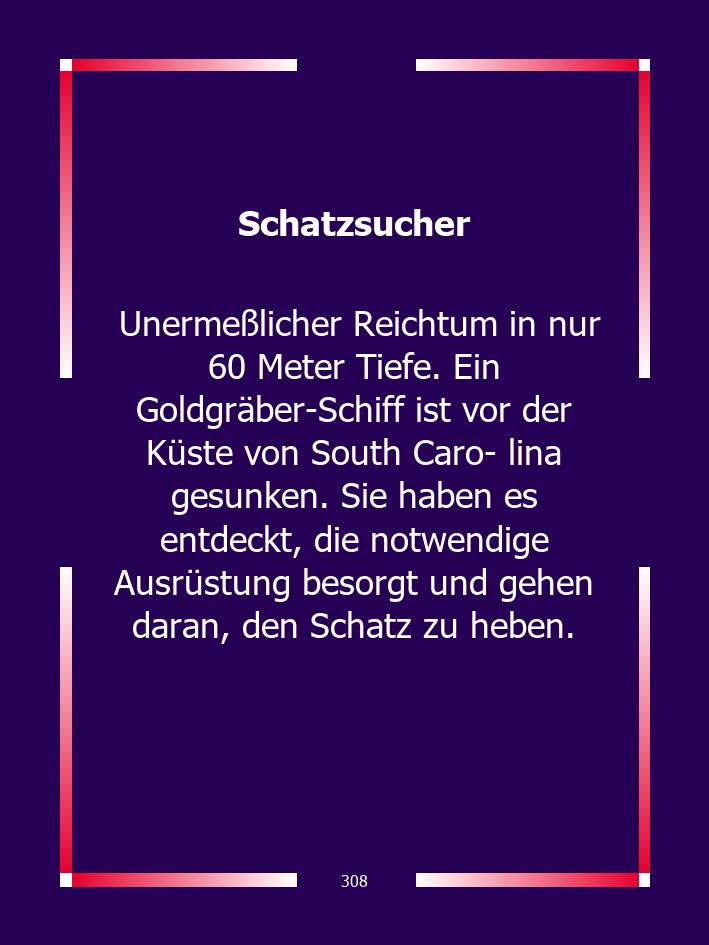 Schatzsucher
Unermeßlicher Reichtum in nur
60 Meter Tiefe. Ein
Goldgräber-Schiff ist vor der
Küste von South Caro- lina
gesunken. Sie haben es
entdeckt, die notwendige
Ausrüstung besorgt und gehen
daran, den Schatz zu heben.
308